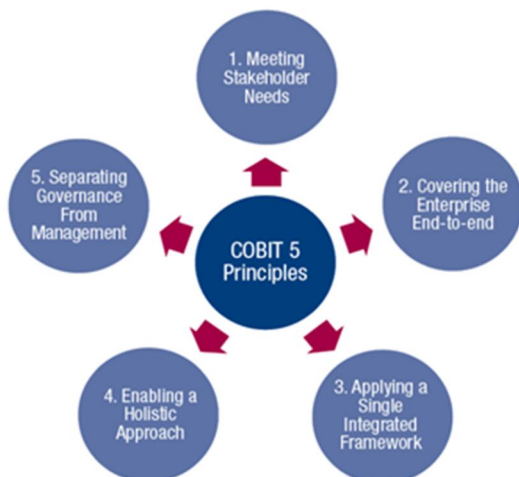 1. Meeting
Stakeholder
Needs
5. Separating
Governance
From
Management
2. Covering the
Enterprise
End-to-end
COBIT 5
Principles
4. Enabling a
Holistic
Approach
3. Applying a
Single
Integrated
Framework